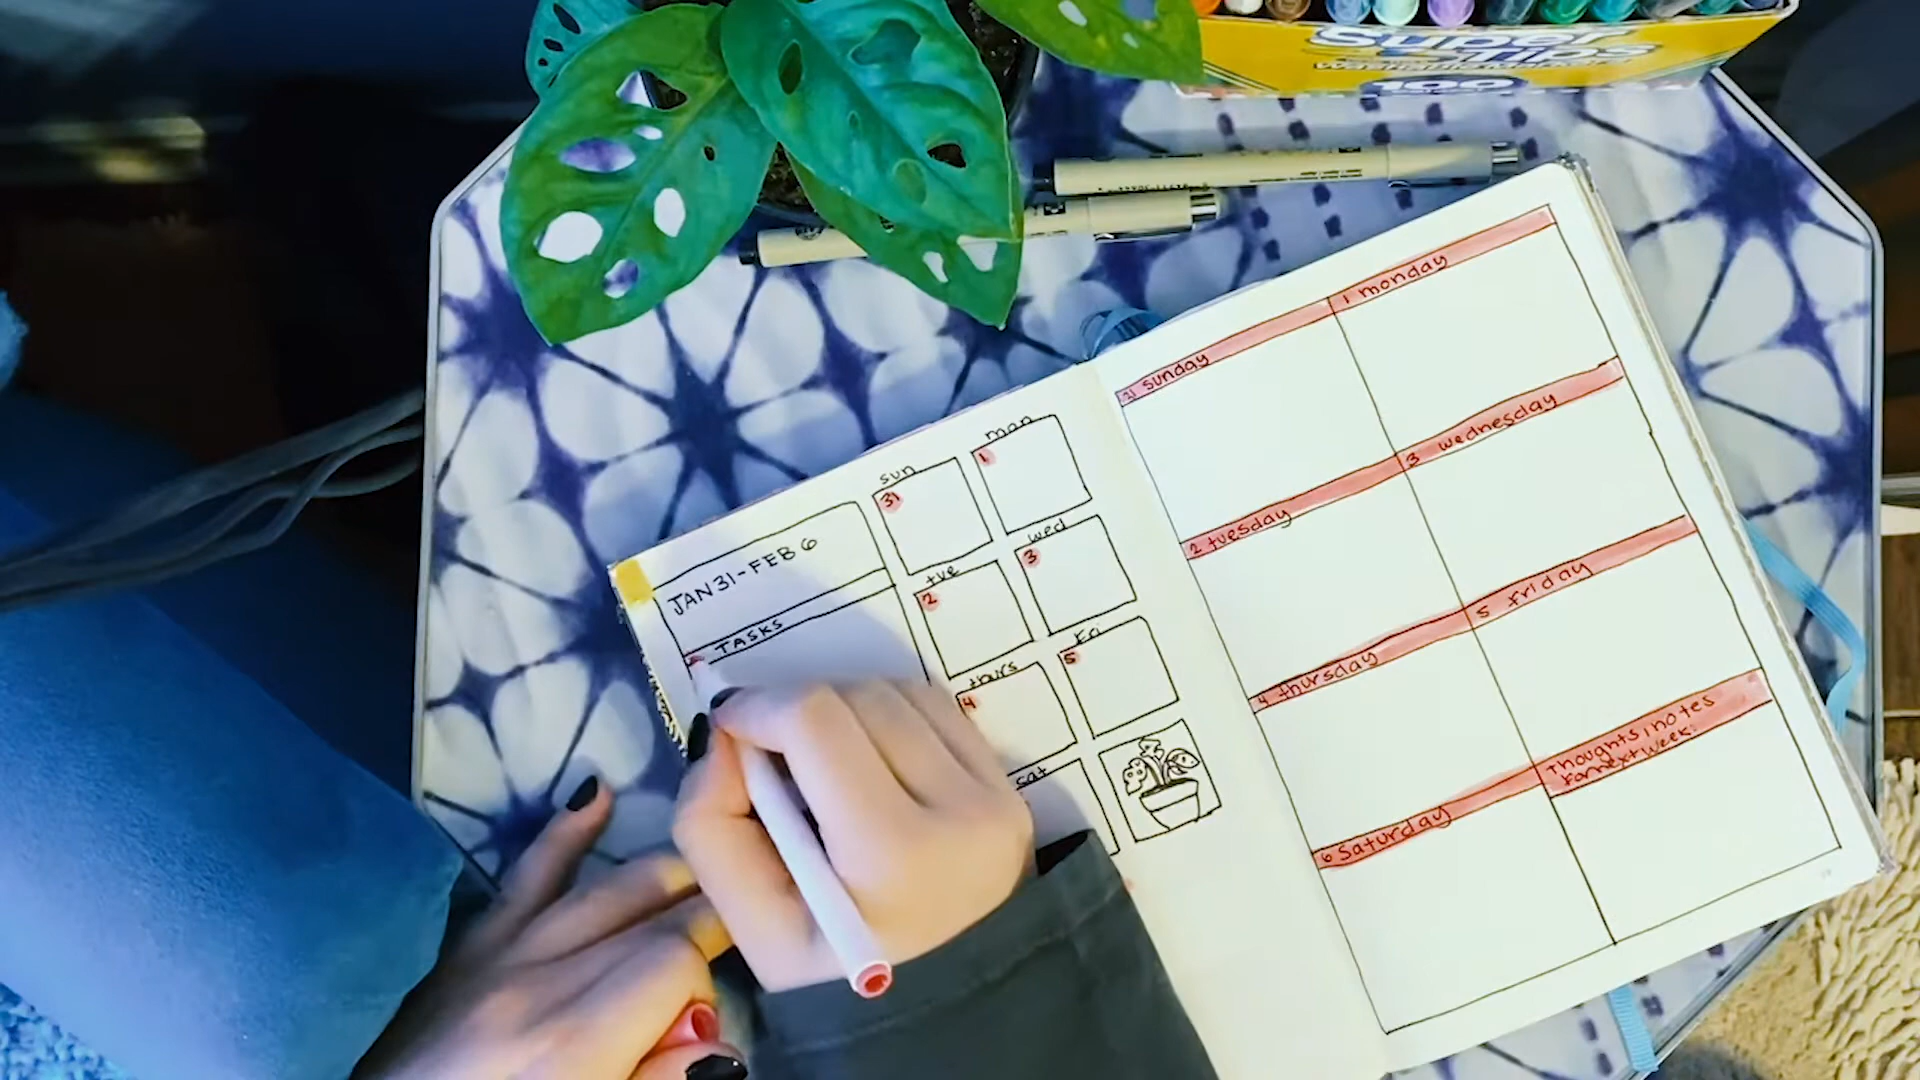 Super
Tips
100
JAN 31-FEB 6
TASKS
sun
31
mon
1
tue
2
wed
3
thurs
4
Fri
5
sat
31 sunday
1 monday
2 tuesday
3 wednesday
4 thursday
5 friday
6 Saturday
Thoughts/notes
For next week: